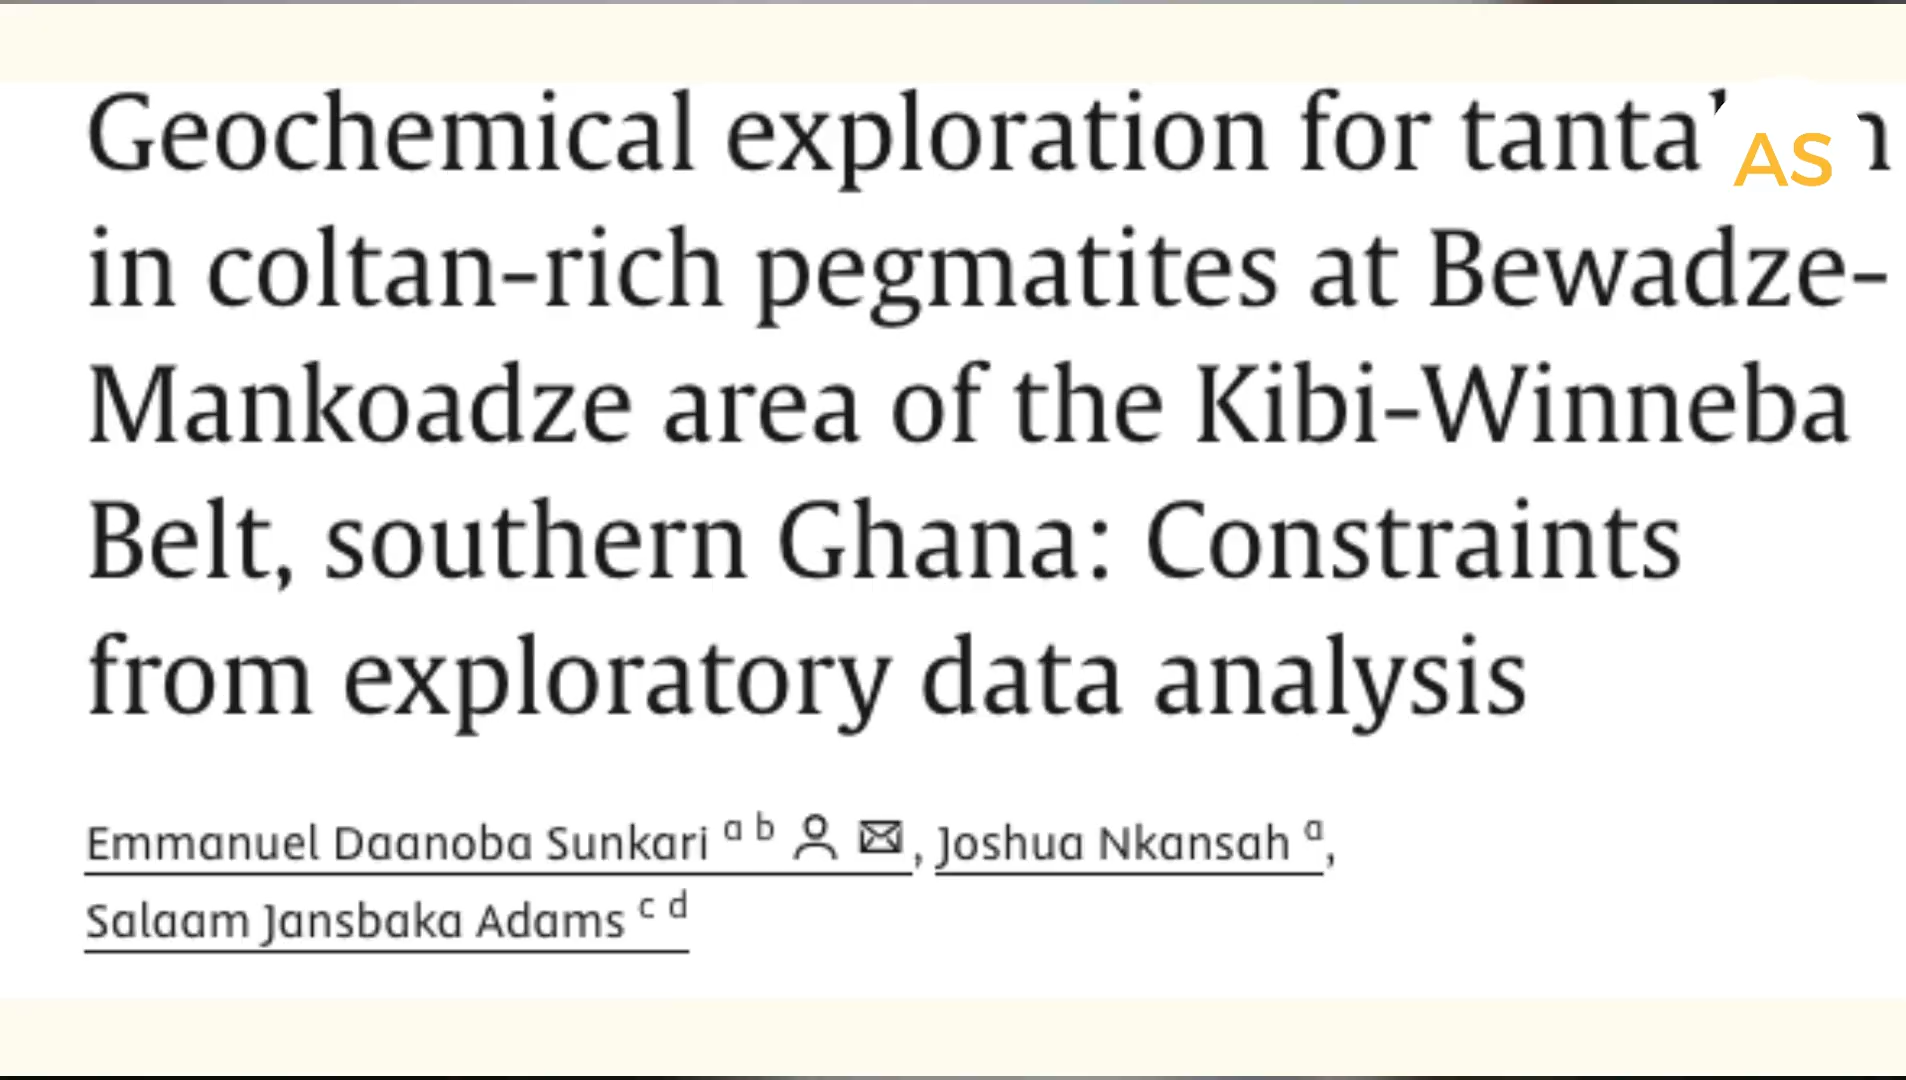 Geochemical exploration for
in coltan-rich pegmatites at Bewadze-
Mankoadze area of the Kibi-Winneba
Belt, southern Ghana: Constraints
from exploratory data analysis
Emmanuel Daanoba Sunkari a b, Joshua Nkansah a,
Salaam Jansbaka Adams c d
AS